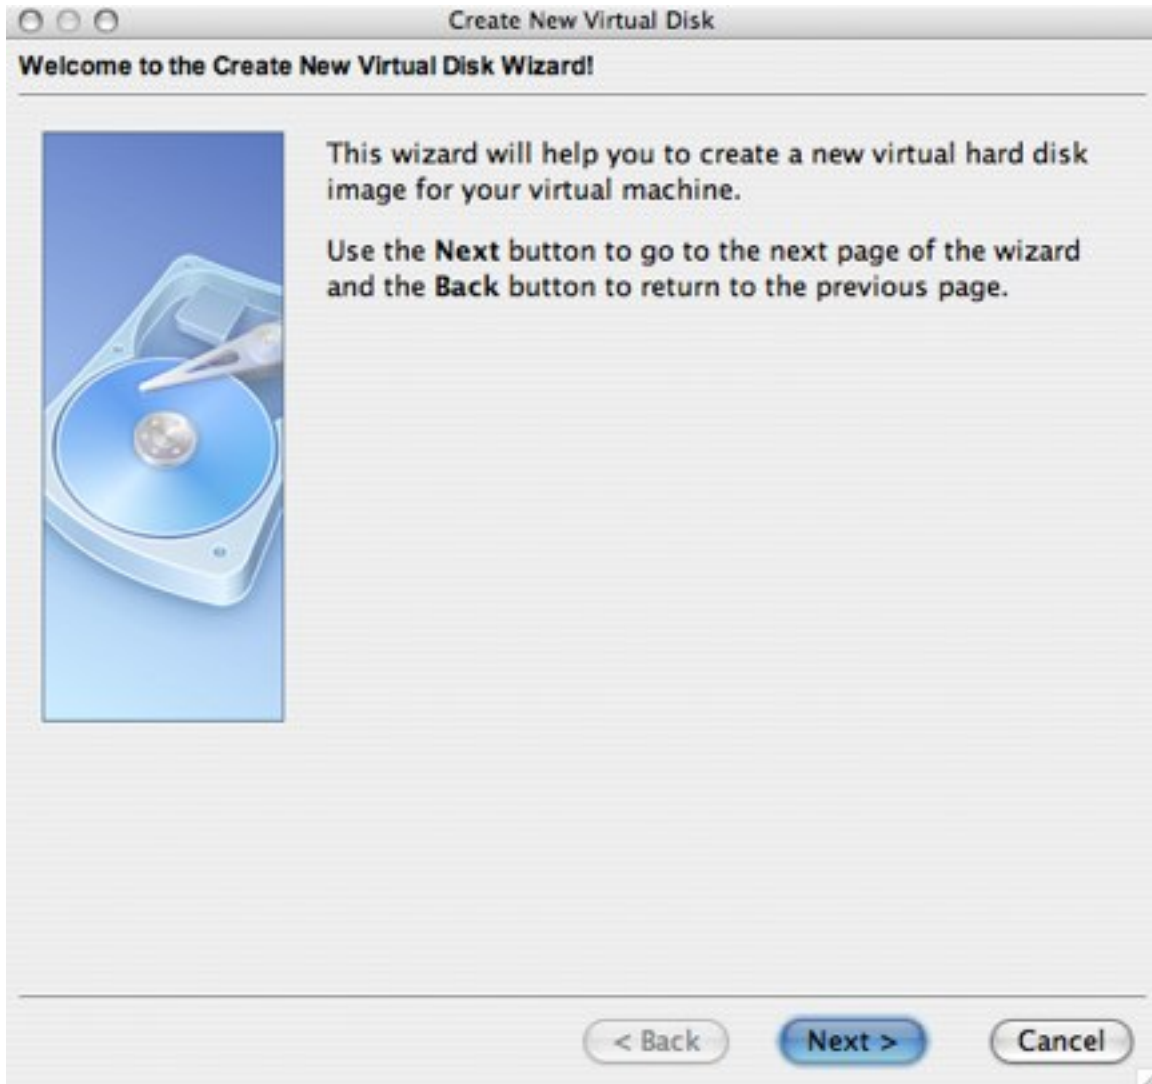 Create New Virtual Disk
Welcome to the Create New Virtual Disk Wizard!
This wizard will help you to create a new virtual hard disk
image for your virtual machine.
Use the Next button to go to the next page of the wizard
and the Back button to return to the previous page.
< Back
Next >
Cancel